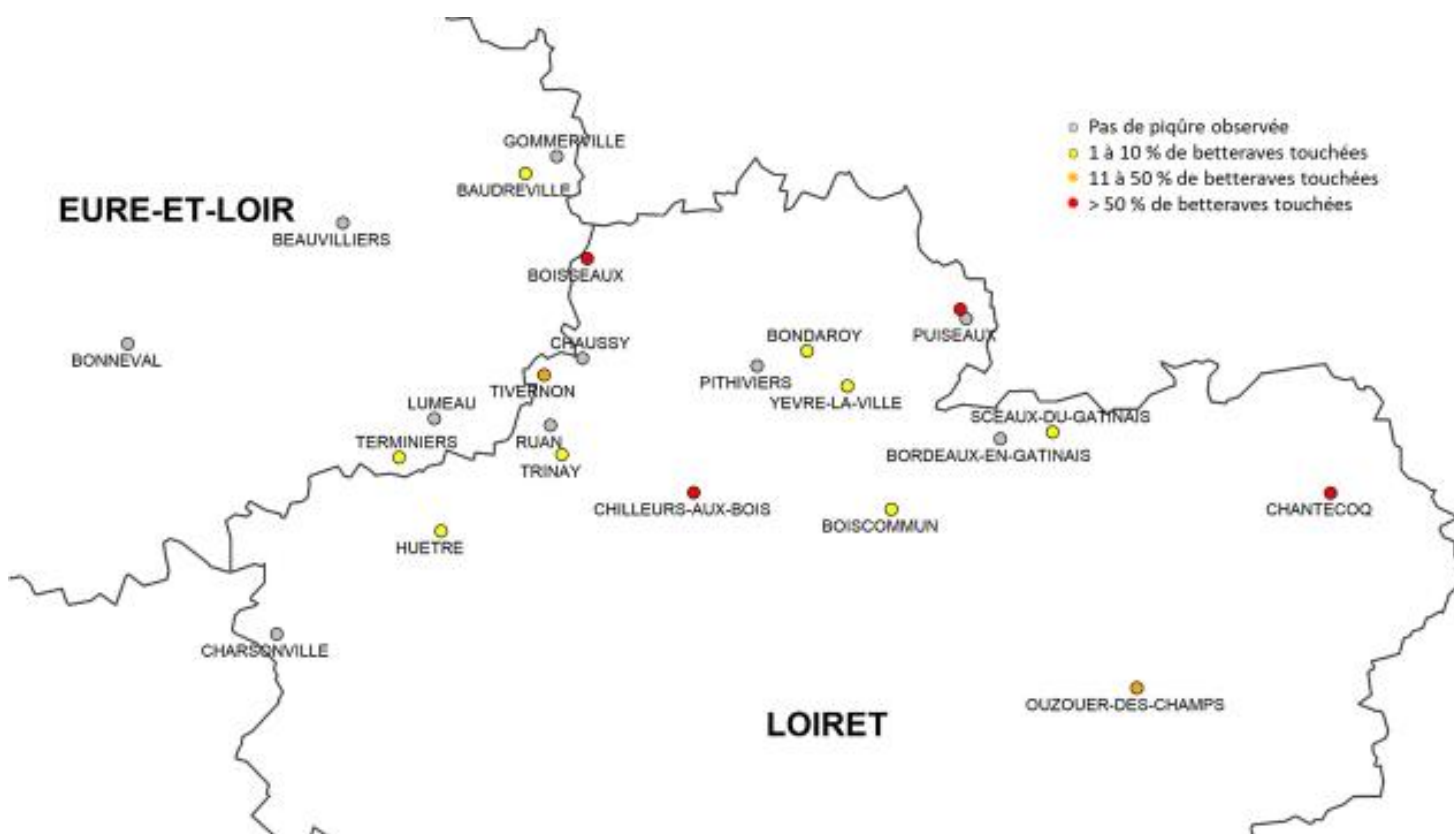 GOMMERVILLE
BAUDREVILLE
EURE-ET-LOIR
BEAUVILLIERS
BOISSEAUX
BONNEVAL
CHAUSSY
TIVERNON
LUMEAU
TERMINIERS
RUAN
TRINAY
HUETRE
CHARSONVILLE
Pas de piqûre observée
1 à 10 % de betteraves touchées
11 à 50 % de betteraves touchées
> 50 % de betteraves touchées
PUISEAUX
BONDAROY
PITHIVIERS
YEVRE-LA-VILLE
SCEAUX-DU-GATINAIS
BORDEAUX-EN-GATINAIS
CHILLEURS-AUX-BOIS
BOISCOMMUN
CHANTECOQ
OUZOUER-DES-CHAMPS
LOIRET